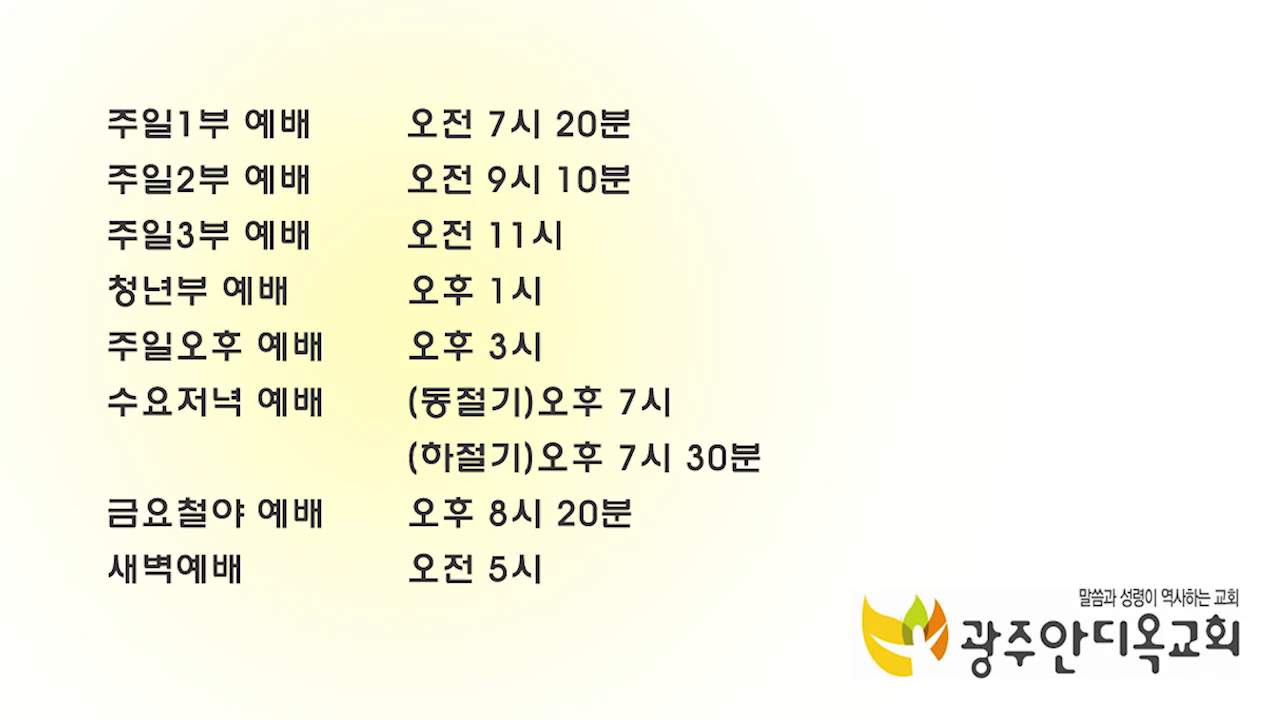 주일1부 예배 오전 7시 20분
주일2부 예배 오전 9시 10분
주일3부 예배 오전 11시
청년부 예배 오후 1시
주일오후 예배 오후 3시
수요저녁 예배 (동절기)오후 7시
(하절기)오후 7시 30분
금요철야 예배 오후 8시 20분
새벽예배 오전 5시
말씀과 성령이 역사하는 교회
광주안디옥교회